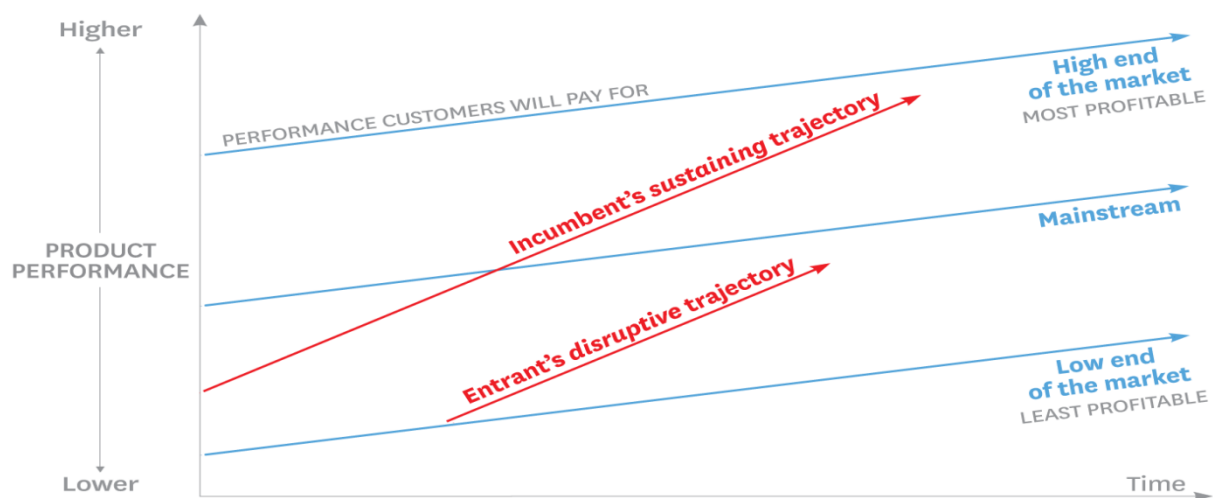 Higher
PERFORMANCE CUSTOMERS WILL PAY FOR
High end
of the market
MOST PROFITABLE
Incumbent's sustaining trajectory
Mainstream
PRODUCT
PERFORMANCE
Entrant's disruptive trajectory
Low end
of the market
LEAST PROFITABLE
Lower
Time